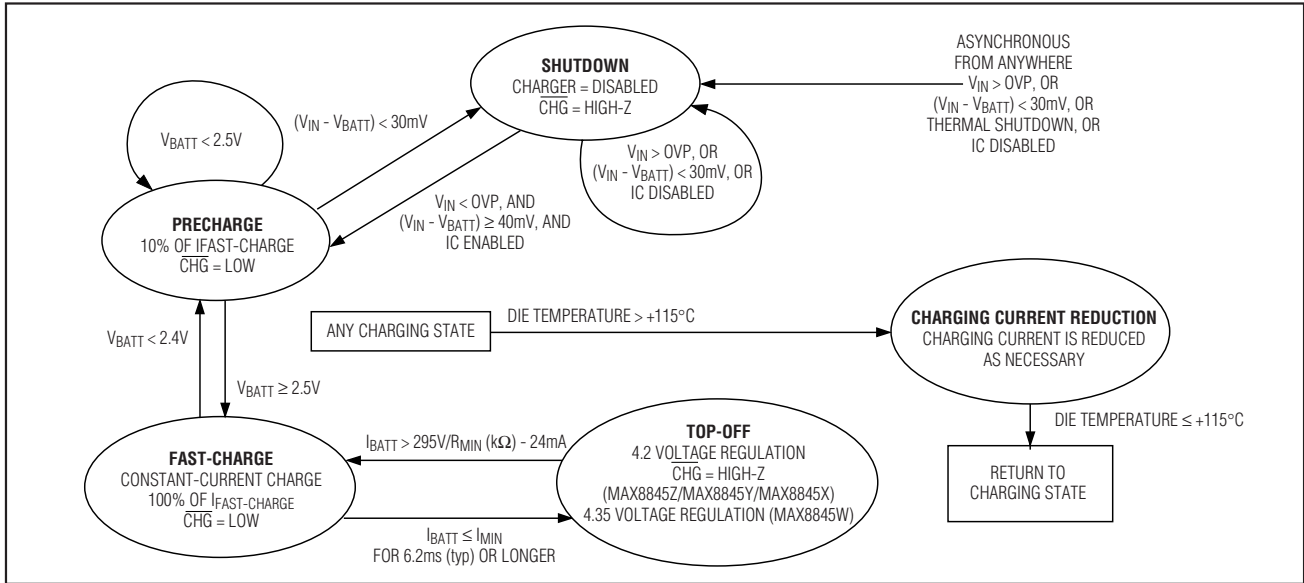 SHUTDOWN
CHARGER = DISABLED
CHG = HIGH-Z
ASYNCHRONOUS
FROM ANYWHERE
VIN > OVP, OR
(VIN - VBATT) < 30mV, OR
THERMAL SHUTDOWN, OR
IC DISABLED
VBATT < 2.5V
(VIN - VBATT) < 30mV
VIN > OVP, OR
(VIN - VBATT) < 30mV, OR
IC DISABLED
VIN < OVP, AND
(VIN - VBATT) ≥ 40mV, AND
IC ENABLED
PRECHARGE
10% OF IFAST-CHARGE
CHG = LOW
VBATT < 2.4V
VBATT ≥ 2.5V
ANY CHARGING STATE
DIE TEMPERATURE > +115°C
CHARGING CURRENT REDUCTION
CHARGING CURRENT IS REDUCED
AS NECESSARY
DIE TEMPERATURE ≤ +115°C
RETURN TO
CHARGING STATE
FAST-CHARGE
CONSTANT-CURRENT CHARGE
100% OF IFAST-CHARGE
CHG = LOW
IBATT > 295V/RMIN (kΩ) - 24mA
IBATT ≤ IMIN
FOR 6.2ms (typ) OR LONGER
TOP-OFF
4.2 VOLTAGE REGULATION
CHG = HIGH-Z
(MAX8845Z/MAX8845Y/MAX8845X)
4.35 VOLTAGE REGULATION (MAX8845W)